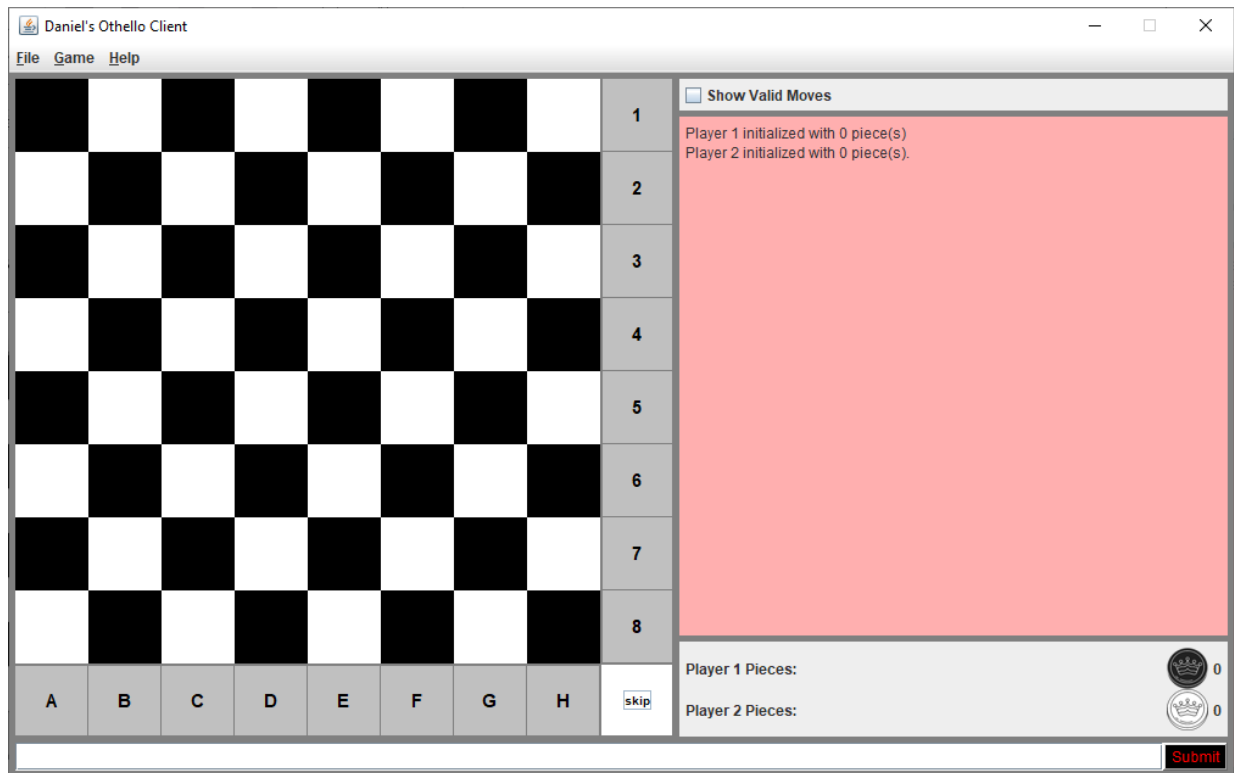 Daniel's Othello Client
File Game Help
1
2
3
4
5
6
7
8
A B C D E F G H skip
Show Valid Moves
Player 1 initialized with 0 piece(s)
Player 2 initialized with 0 piece(s).
Player 1 Pieces: 0
Player 2 Pieces: 0
Submit